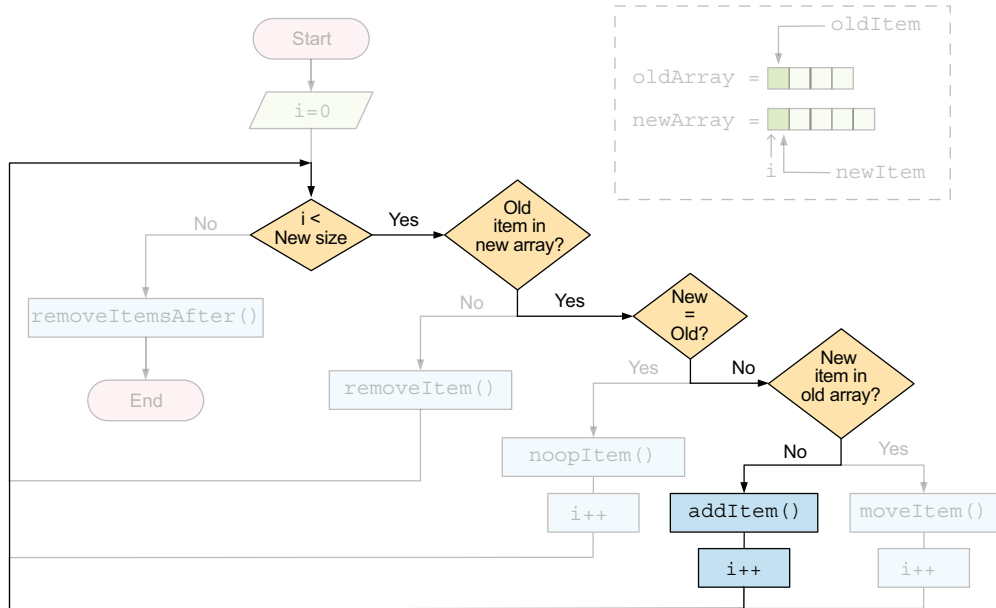 Start
i=0
oldItem
oldArray =
newArray =
i
newItem
i <
New size
Yes
No
Old
item in
new array?
Yes
No
New
=
Old?
Yes
No
New
item in
old array?
No
Yes
removeItemsAfter()
End
removeItem()
noopItem()
i++
addItem()
i++
moveItem()
i++